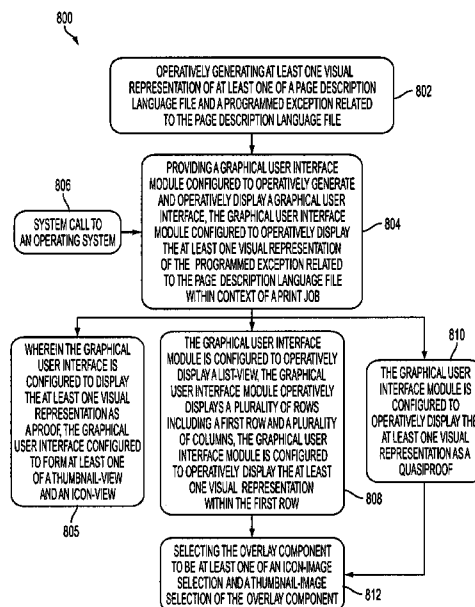 800
OPERATIVELY GENERATING AT LEAST ONE VISUAL
REPRESENTATION OF AT LEAST ONE OF A PAGE DESCRIPTION
LANGUAGE FILE AND A PROGRAMMED EXCEPTION RELATED
TO THE PAGE DESCRIPTION LANGUAGE FILE
802
806
SYSTEM CALL TO
AN OPERATING SYSTEM
PROVIDING A GRAPHICAL USER INTERFACE
MODULE CONFIGURED TO OPERATIVELY GENERATE
AND OPERATIVELY DISPLAY A GRAPHICAL USER
INTERFACE, THE GRAPHICAL USER INTERFACE
MODULE CONFIGURED TO OPERATIVELY DISPLAY
THE AT LEAST ONE VISUAL REPRESENTATION
OF THE PROGRAMMED EXCEPTION RELATED
TO THE PAGE DESCRIPTION LANGUAGE FILE
WITHIN CONTEXT OF A PRINT JOB
804
WHEREIN THE GRAPHICAL
USER INTERFACE IS
CONFIGURED TO DISPLAY
THE AT LEAST ONE VISUAL
REPRESENTATION AS
A PROOF, THE GRAPHICAL
USER INTERFACE CONFIGURED
TO FORM AT LEAST ONE
OF A THUMBNAIL-VIEW
AND AN ICON-VIEW
805
THE GRAPHICAL USER INTERFACE
MODULE IS CONFIGURED TO OPERATIVELY
DISPLAY A LIST-VIEW, THE GRAPHICAL
USER INTERFACE MODULE OPERATIVELY
DISPLAYS A PLURALITY OF ROWS
INCLUDING A FIRST ROW AND A PLURALITY
OF COLUMNS, THE GRAPHICAL USER
INTERFACE MODULE IS CONFIGURED
TO OPERATIVELY DISPLAY THE AT LEAST
ONE VISUAL REPRESENTATION
WITHIN THE FIRST ROW
808
810
THE GRAPHICAL USER
INTERFACE MODULE IS
CONFIGURED TO
OPERATIVELY DISPLAY THE
AT LEAST ONE VISUAL
REPRESENTATION AS A
QUASIPROOF
SELECTING THE OVERLAY COMPONENT
TO BE AT LEAST ONE OF AN ICON-IMAGE
SELECTION AND A THUMBNAIL-IMAGE
SELECTION OF THE OVERLAY COMPONENT
812